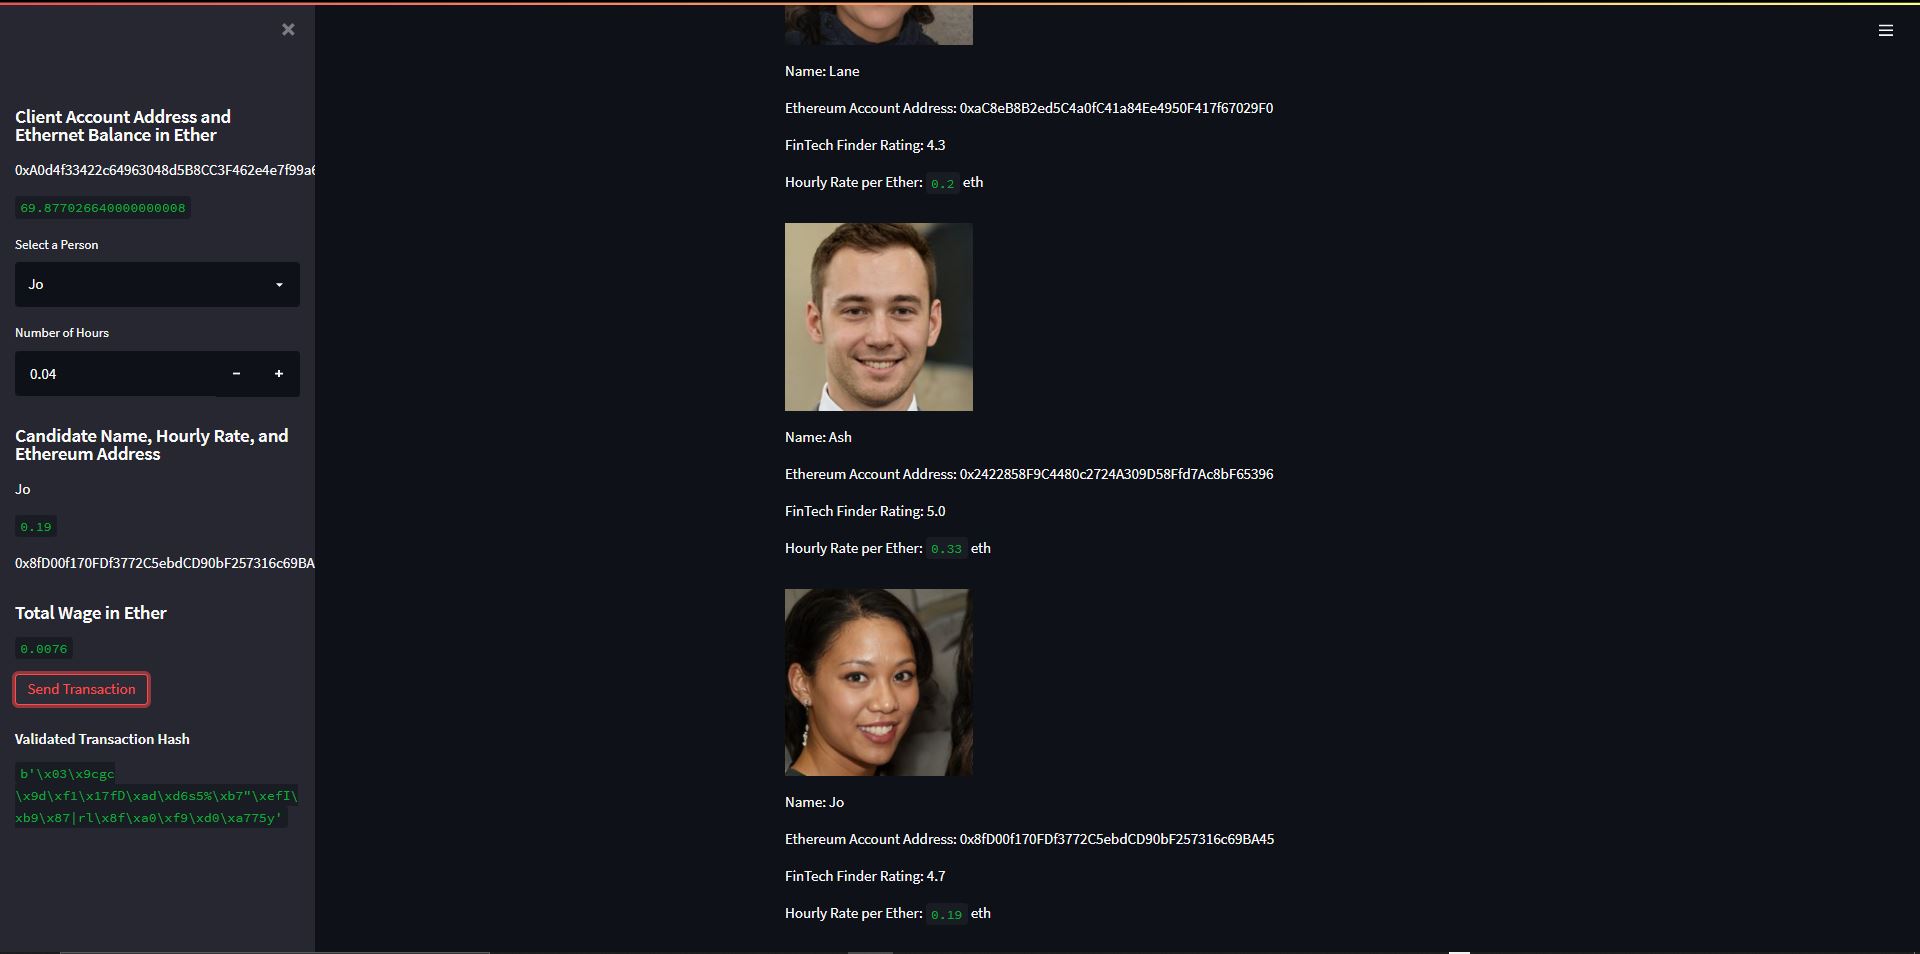 Client Account Address and
Ethernet Balance in Ether
0xA0d4f33422c64963048d5B8CC3F462e4e7f99a6
69.877026640000000008
Select a Person
Jo
Number of Hours
0.04
Candidate Name, Hourly Rate, and
Ethereum Address
Jo
0.19
0x8fD00f170FDf3772C5ebdCD90bF257316c69BA
Total Wage in Ether
0.0076
Send Transaction
Validated Transaction Hash
b'\x03\x9cgc
\x9d\xf1\x17fD\xad\xd6s5%\xb7"\xefI\
xb9\x87|rl\x8f\xa0\xf9\xd0\xa775y'
Name: Lane
Ethereum Account Address: 0xaC8eB8B2ed5C4a0fC41a84Ee4950F417f67029F0
FinTech Finder Rating: 4.3
Hourly Rate per Ether: 0.2 eth
Name: Ash
Ethereum Account Address: 0x2422858F9C4480c2724A309D58Ffd7Ac8bF65396
FinTech Finder Rating: 5.0
Hourly Rate per Ether: 0.33 eth
Name: Jo
Ethereum Account Address: 0x8fD00f170FDf3772C5ebdCD90bF257316c69BA45
FinTech Finder Rating: 4.7
Hourly Rate per Ether: 0.19 eth